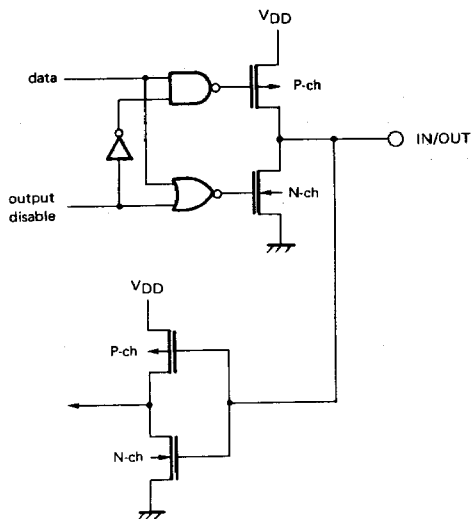 VDD
data
P-ch
IN/OUT
output
disable
N-ch
VDD
P-ch
N-ch